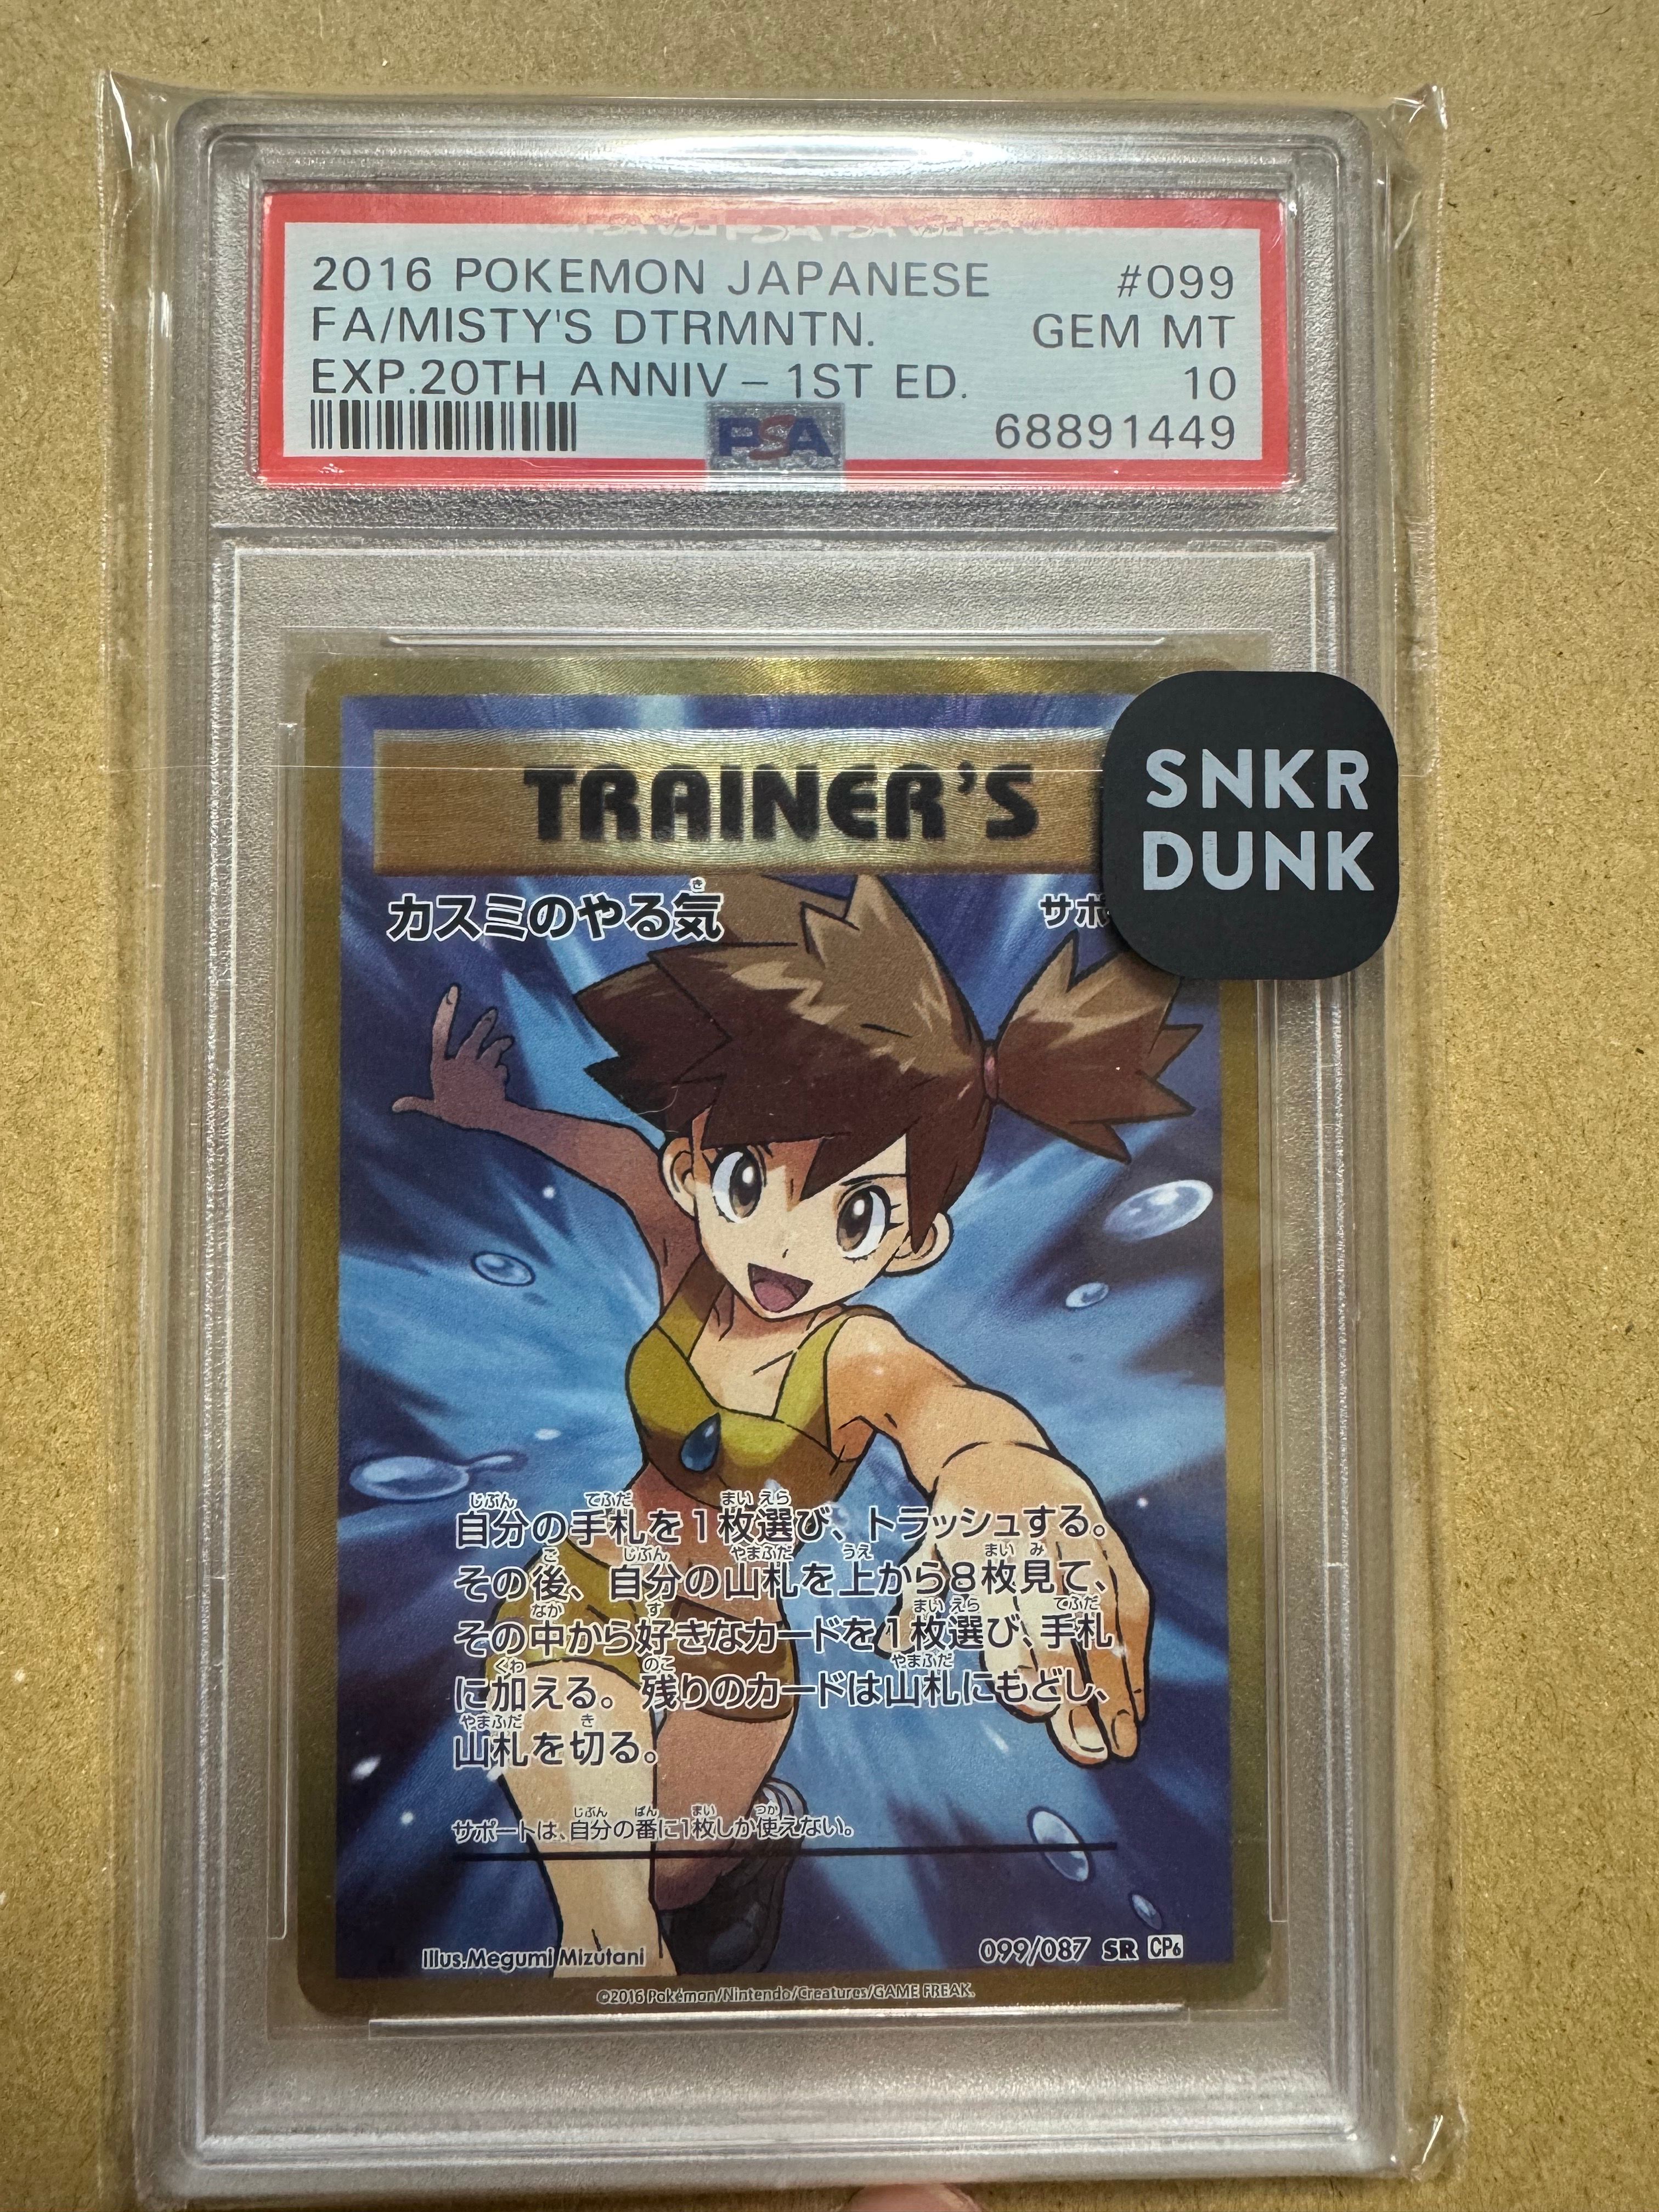 2016 POKEMON JAPANESE #099
FA/MISTY'S DTRMNTN. GEM MT
EXP.20TH ANNIV – 1ST ED. 10
PSA 68891449
SNKR
DUNK
TRAINER'S
カスミのやる気 サポ
自分の手札を1枚選び、トラッシュする。
その後、自分の山札を上から8枚見て、
その中から好きなカードを1枚選び、手札
に加える。残りのカードは山札にもどし、
山札を切る。
サポートは、自分の番に1枚しか使えない。
Illus.Megumi Mizutani 099/087 SR CP6
©2016 Pokémon/Nintendo/Creatures/GAME FREAK.